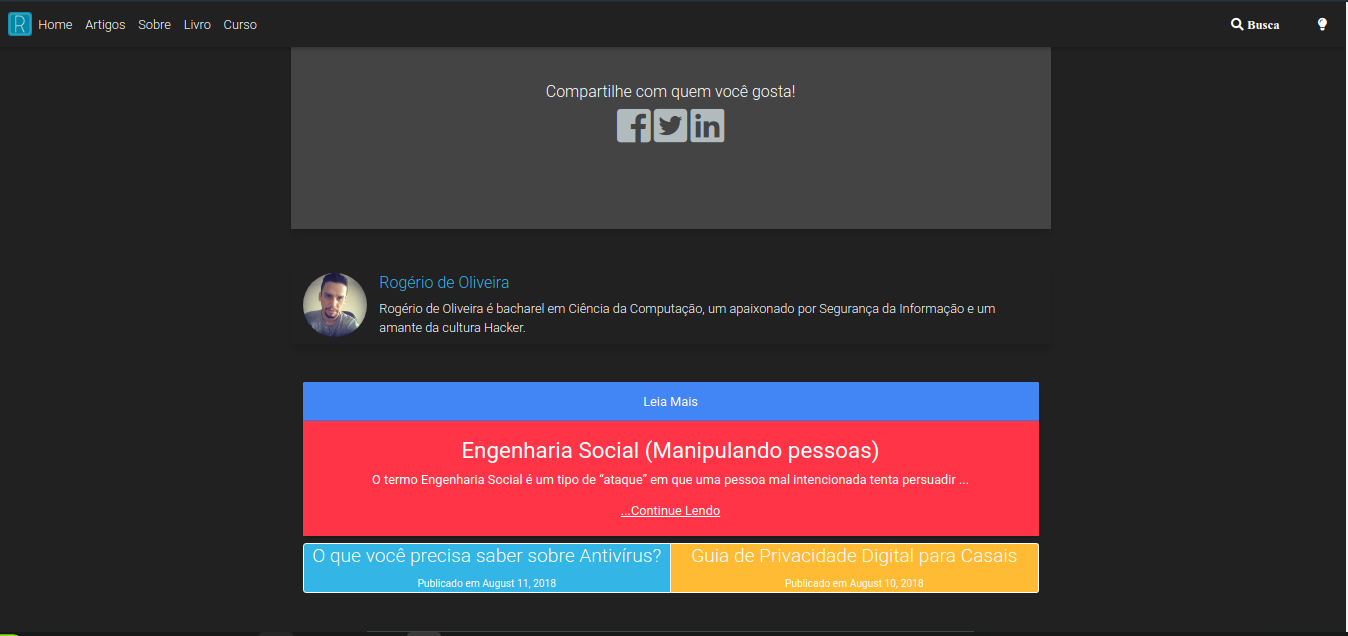 R Home Artigos Sobre Livro Curso Busca
Compartilhe com quem você gosta!
Rogério de Oliveira
Rogério de Oliveira é bacharel em Ciência da Computação, um apaixonado por Segurança da Informação e um
amante da cultura Hacker.
Leia Mais
Engenharia Social (Manipulando pessoas)
O termo Engenharia Social é um tipo de “ataque” em que uma pessoa mal intencionada tenta persuadir ...
...Continue Lendo
O que você precisa saber sobre Antivírus?
Publicado em August 11, 2018
Guia de Privacidade Digital para Casais
Publicado em August 10, 2018